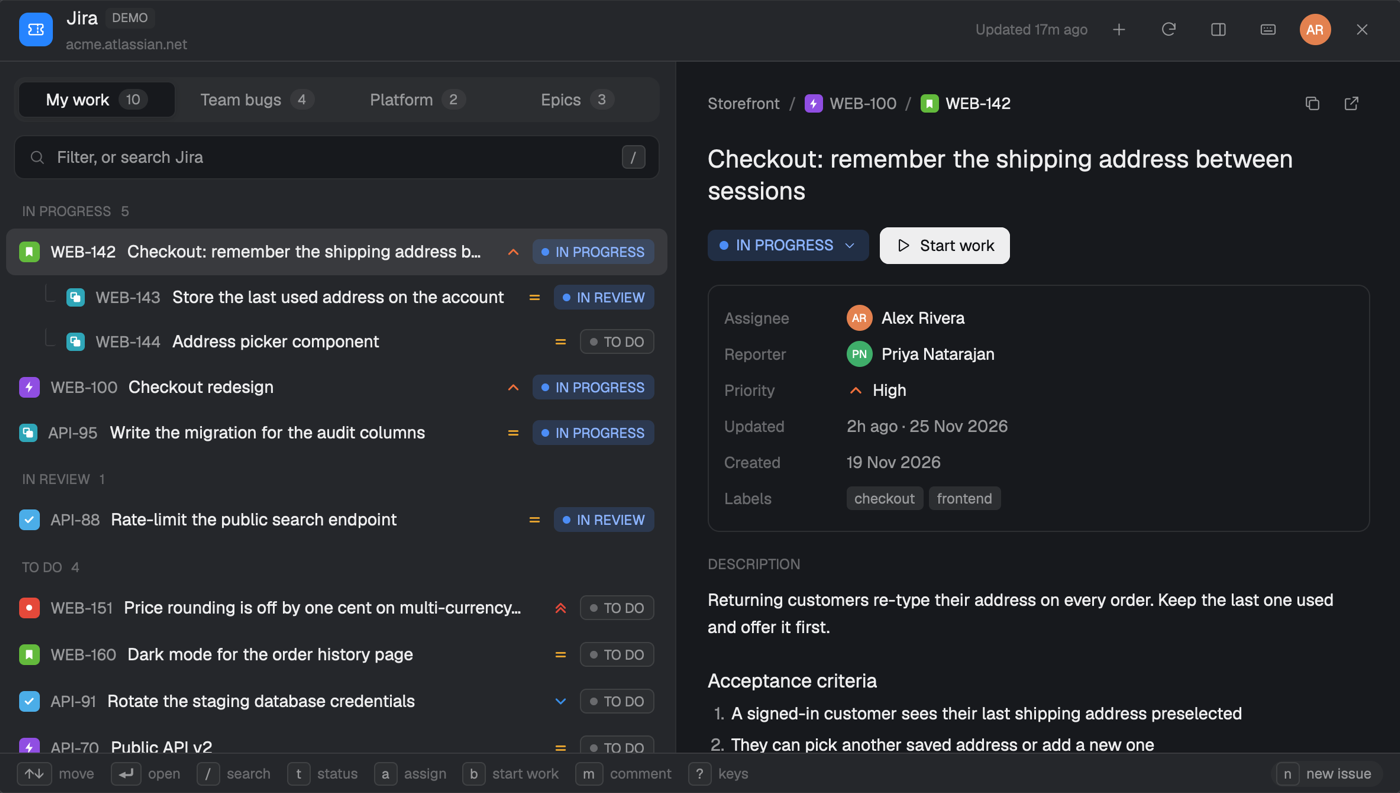 Jira DEMO
acme.atlassian.net
Updated 17m ago
AR
My work 10
Team bugs 4
Platform 2
Epics 3
Filter, or search Jira /
IN PROGRESS 5
WEB-142 Checkout: remember the shipping address b... IN PROGRESS
WEB-143 Store the last used address on the account IN REVIEW
WEB-144 Address picker component TO DO
WEB-100 Checkout redesign IN PROGRESS
API-95 Write the migration for the audit columns IN PROGRESS
IN REVIEW 1
API-88 Rate-limit the public search endpoint IN REVIEW
TO DO 4
WEB-151 Price rounding is off by one cent on multi-currency... TO DO
WEB-160 Dark mode for the order history page TO DO
API-91 Rotate the staging database credentials TO DO
API-70 Public API v2 TO DO
Storefront / WEB-100 / WEB-142
Checkout: remember the shipping address between
sessions
IN PROGRESS
Start work
Assignee AR Alex Rivera
Reporter PN Priya Natarajan
Priority High
Updated 2h ago · 25 Nov 2026
Created 19 Nov 2026
Labels checkout frontend
DESCRIPTION
Returning customers re-type their address on every order. Keep the last one used
and offer it first.
Acceptance criteria
1. A signed-in customer sees their last shipping address preselected
2. They can pick another saved address or add a new one
↑↓ move ↵ open / search t status a assign b start work m comment ? keys
n new issue